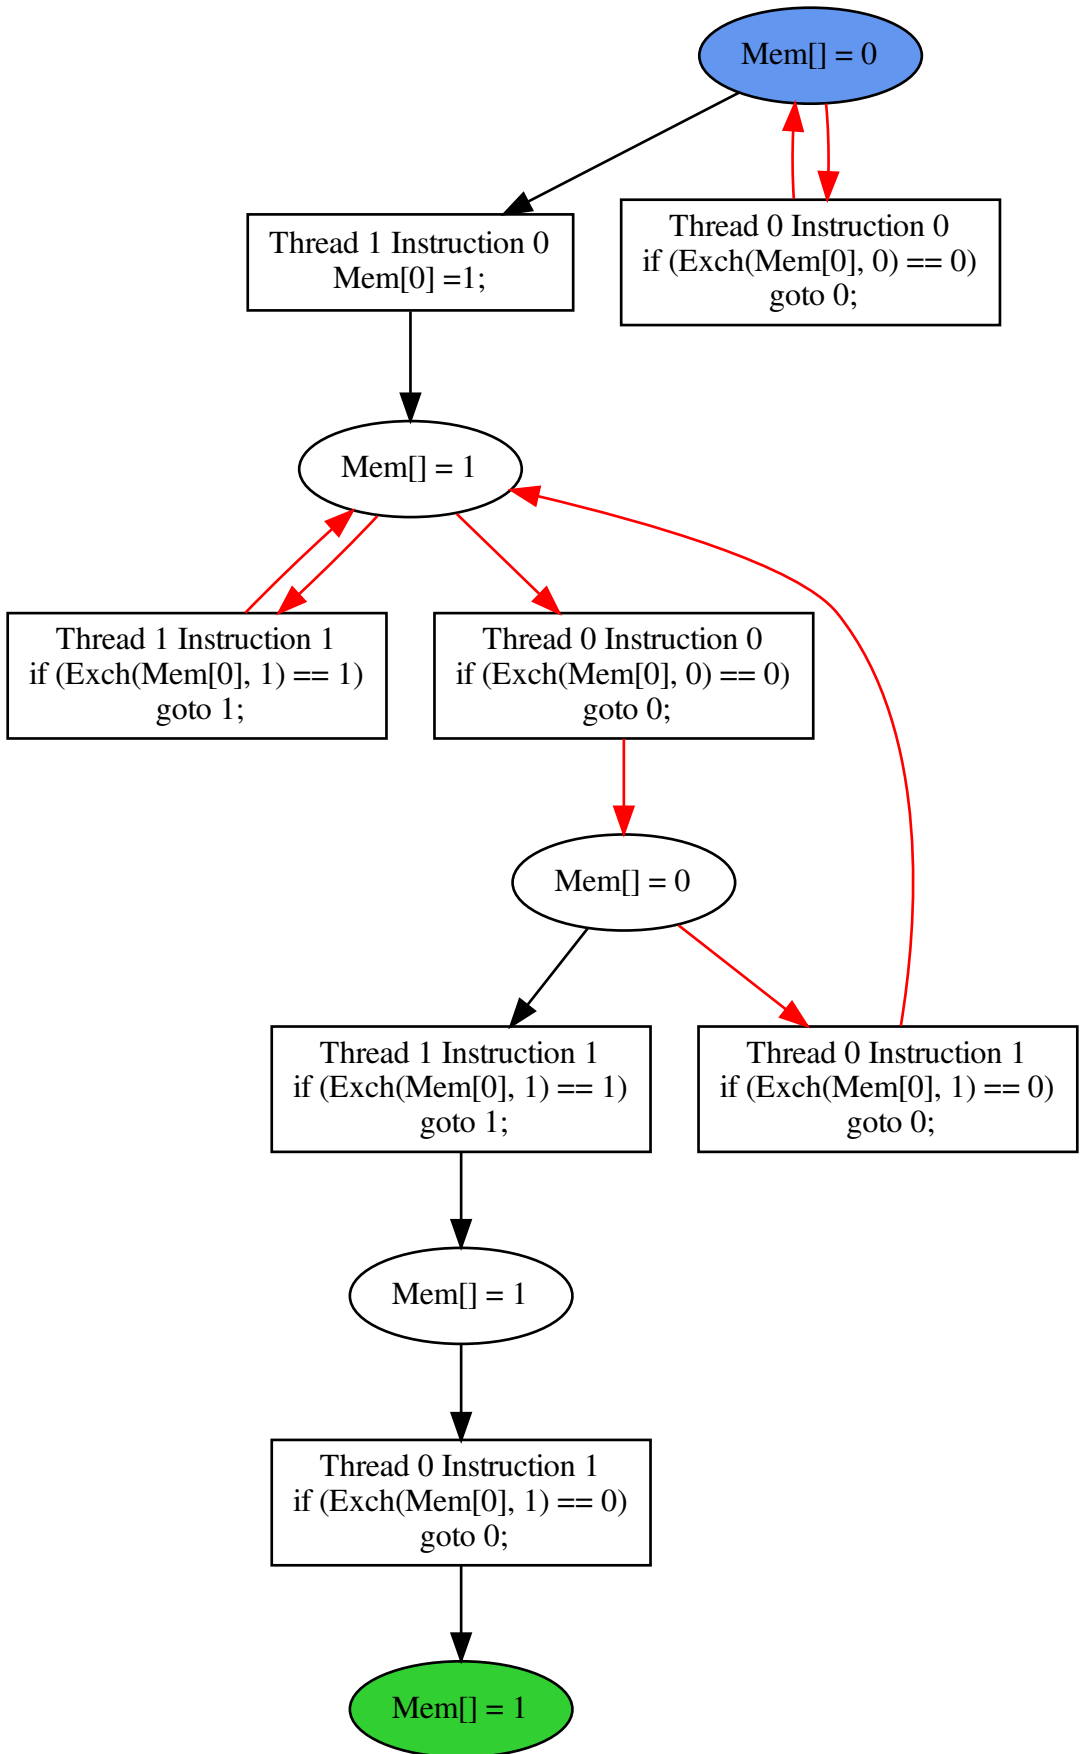 Mem[] = 0
Thread 1 Instruction 0
Mem[0] =1;
Thread 0 Instruction 0
if (Exch(Mem[0], 0) == 0)
goto 0;
Mem[] = 1
Thread 1 Instruction 1
if (Exch(Mem[0], 1) == 1)
goto 1;
Thread 0 Instruction 0
if (Exch(Mem[0], 0) == 0)
goto 0;
Mem[] = 0
Thread 1 Instruction 1
if (Exch(Mem[0], 1) == 1)
goto 1;
Thread 0 Instruction 1
if (Exch(Mem[0], 1) == 0)
goto 0;
Mem[] = 1
Thread 0 Instruction 1
if (Exch(Mem[0], 1) == 0)
goto 0;
Mem[] = 1